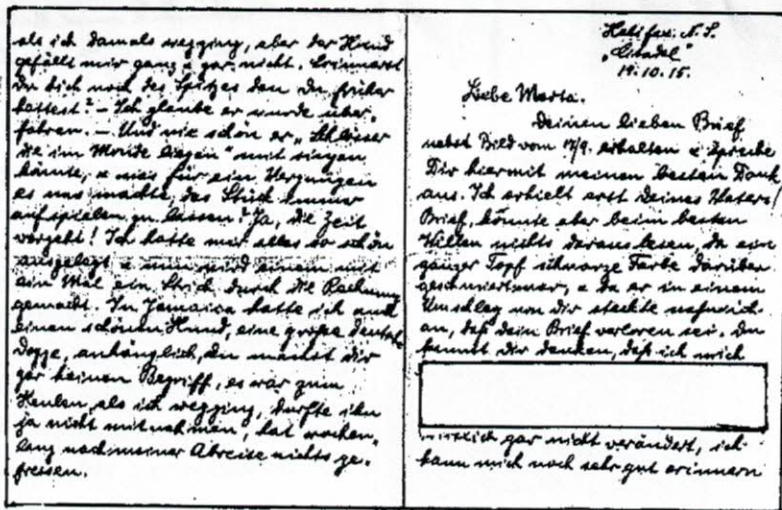 Halifax. N.S.
„Citadel"
19.10.15.
Liebe Marta.
Deinen lieben Brief
nebst Bild vom 17/9. erhalten & spreche
Dir hiermit meinen besten Dank
aus. Ich erhielt erst Deines Vaters
Brief, könnte aber beim besten
Willen nichts daraus lesen, da ein
ganzer Topf schwarze Farbe darüber
geschmiert war, & da er in einem
Umschlag von Dir steckte nahm ich
an, daß dein Brief verloren sei. Du
kannst dir denken, daß ich mich
gar nicht verändert, ich
kann mich noch sehr gut erinnern
als ich damals wegging, aber der Hund
gefällt mir ganz & gar nicht. Erinnerst
Du dich noch des Spitzes den Du früher
hattest? – Ich glaube er wurde über-
fahren. – Und wie schön er „Schlösser
die im Monde liegen" mit singen
könnte, & was für ein Vergnügen
es uns machte, das Stück immer
aufspielen zu lassen? Ja, die Zeit
vergeht! Ich hatte mir alles so schön
ausgelegt & nun wird einem mit
ein Mal ein Strich durch die Rechnung
gemacht. In Jamaica hatte ich auch
einen schönen Hund, eine große deutsche
Dogge, anhänglich, du machst dir
gar keinen Begriff, es war zum
Heulen, als ich wegging, durfte ihn
ja nicht mitnehmen, hat wochen-
lang nach meiner Abreise nichts ge-
fressen.